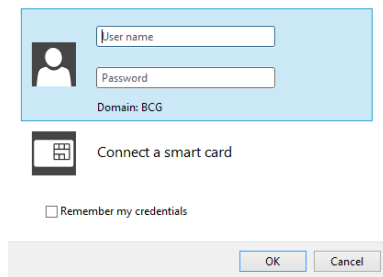 User name
Password
Domain: BCG
Connect a smart card
Remember my credentials
OK
Cancel